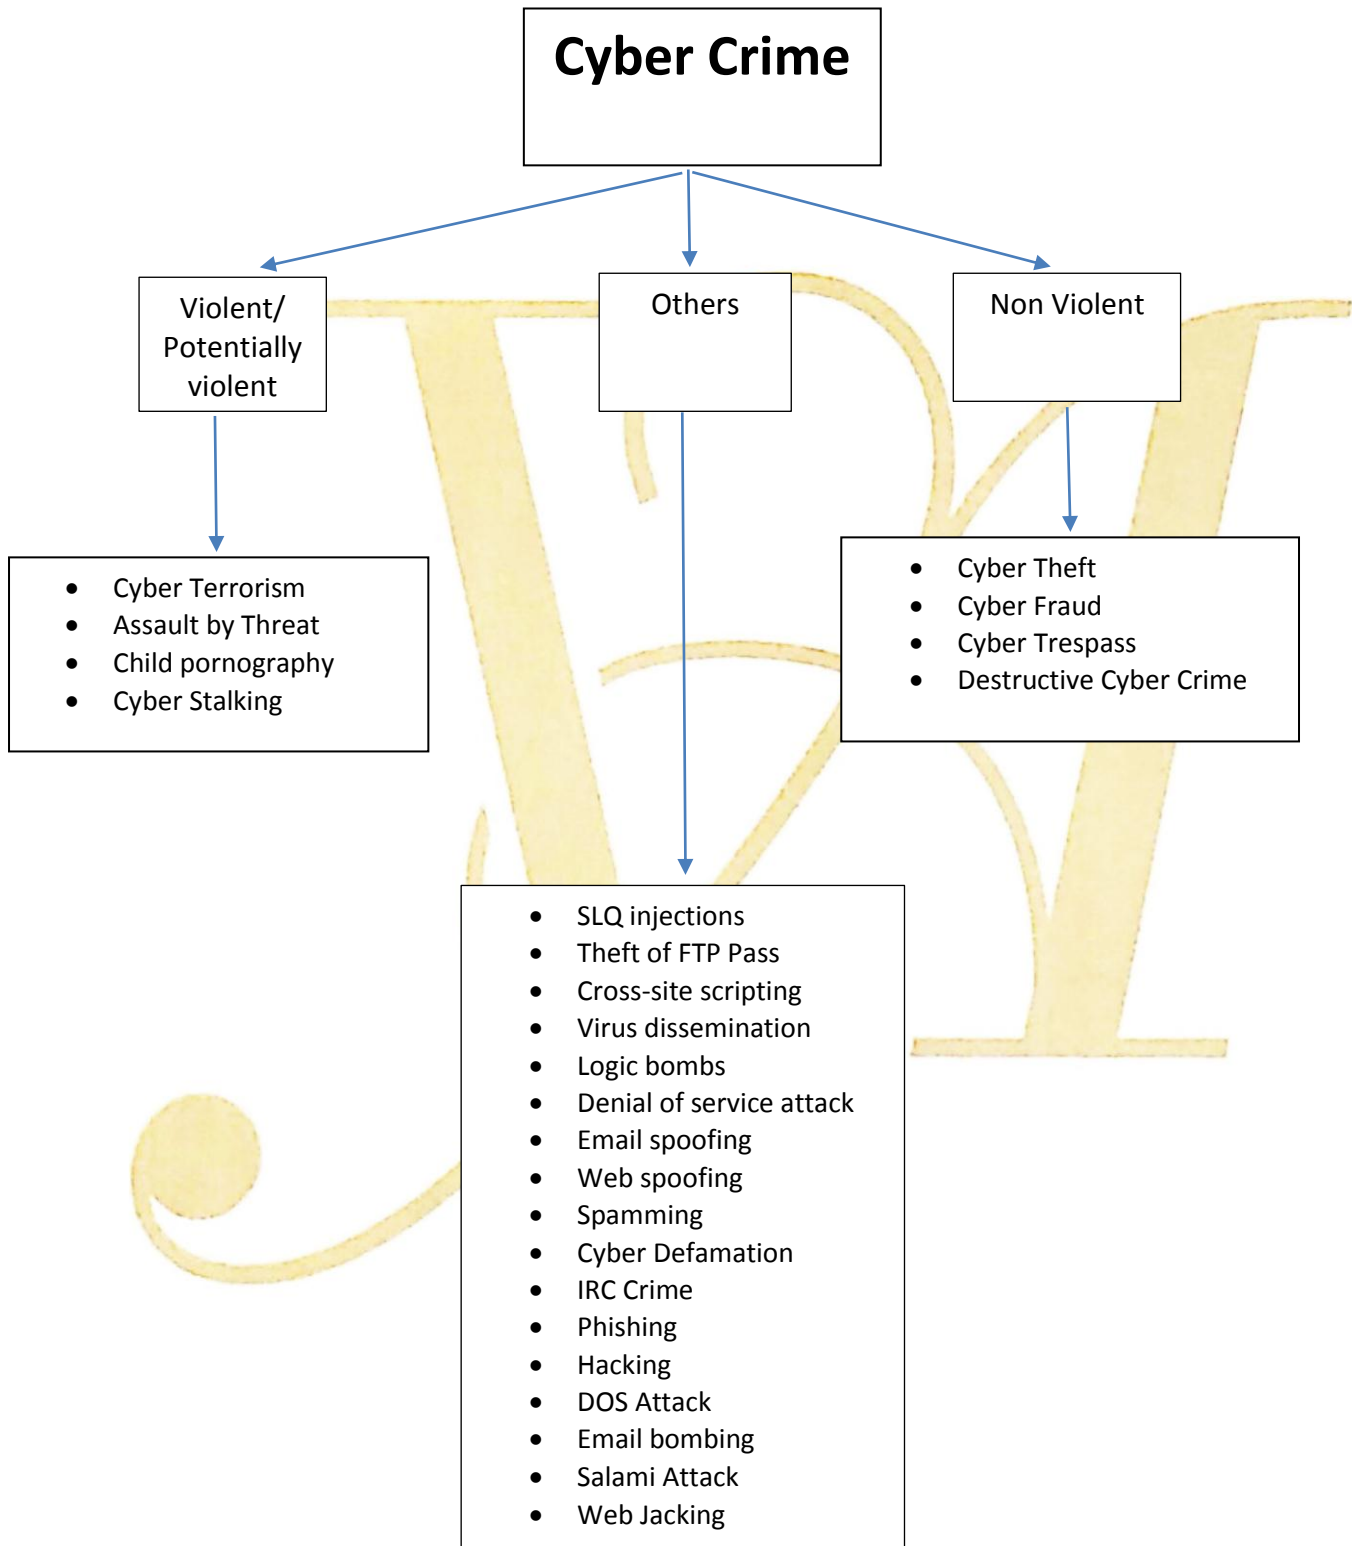 Cyber Crime
Violent/
Potentially
violent
Others
Non Violent
• Cyber Terrorism
• Assault by Threat
• Child pornography
• Cyber Stalking
• Cyber Theft
• Cyber Fraud
• Cyber Trespass
• Destructive Cyber Crime
• SLQ injections
• Theft of FTP Pass
• Cross-site scripting
• Virus dissemination
• Logic bombs
• Denial of service attack
• Email spoofing
• Web spoofing
• Spamming
• Cyber Defamation
• IRC Crime
• Phishing
• Hacking
• DOS Attack
• Email bombing
• Salami Attack
• Web Jacking